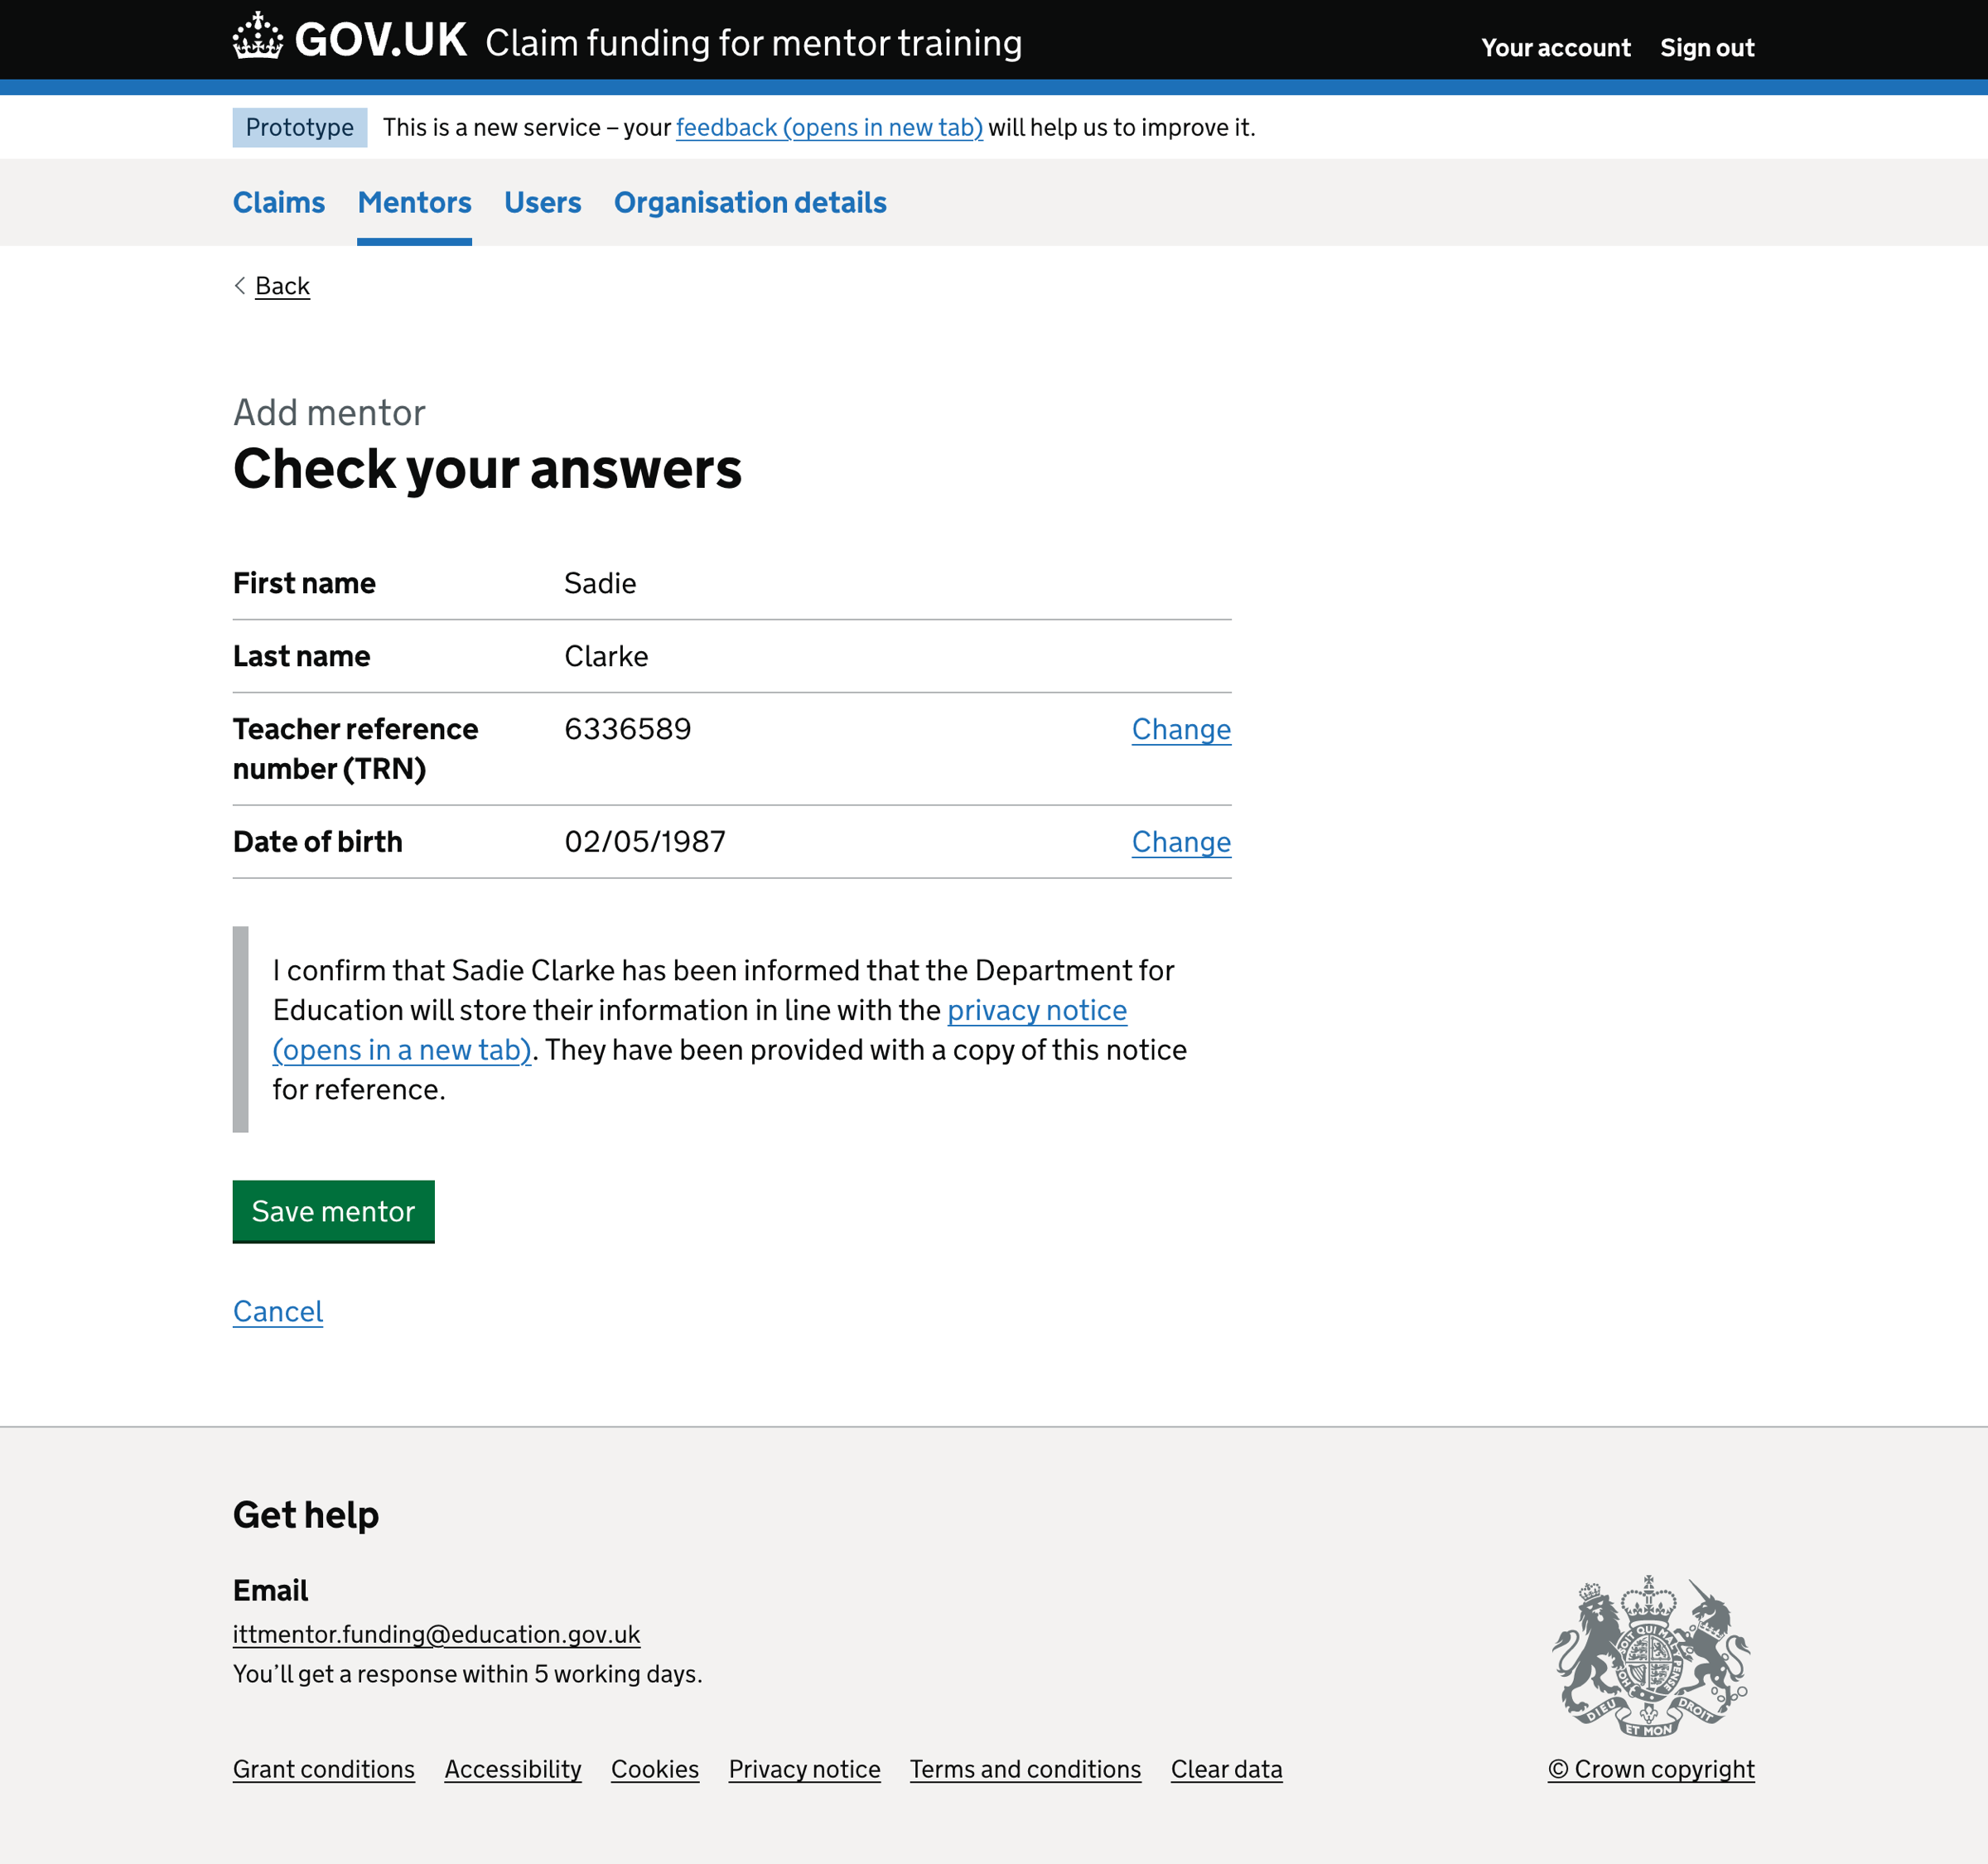 GOV.UK Claim funding for mentor training Your account Sign out
Prototype This is a new service – your feedback (opens in new tab) will help us to improve it.
Claims Mentors Users Organisation details
Back
Add mentor
Check your answers
First name Sadie
Last name Clarke
Teacher reference 6336589 Change
number (TRN)
Date of birth 02/05/1987 Change
I confirm that Sadie Clarke has been informed that the Department for
Education will store their information in line with the privacy notice
(opens in a new tab). They have been provided with a copy of this notice
for reference.
Save mentor
Cancel
Get help
Email
ittmentor.funding@education.gov.uk
You’ll get a response within 5 working days.
DIEU ET MON DROIT
Grant conditions Accessibility Cookies Privacy notice Terms and conditions Clear data © Crown copyright